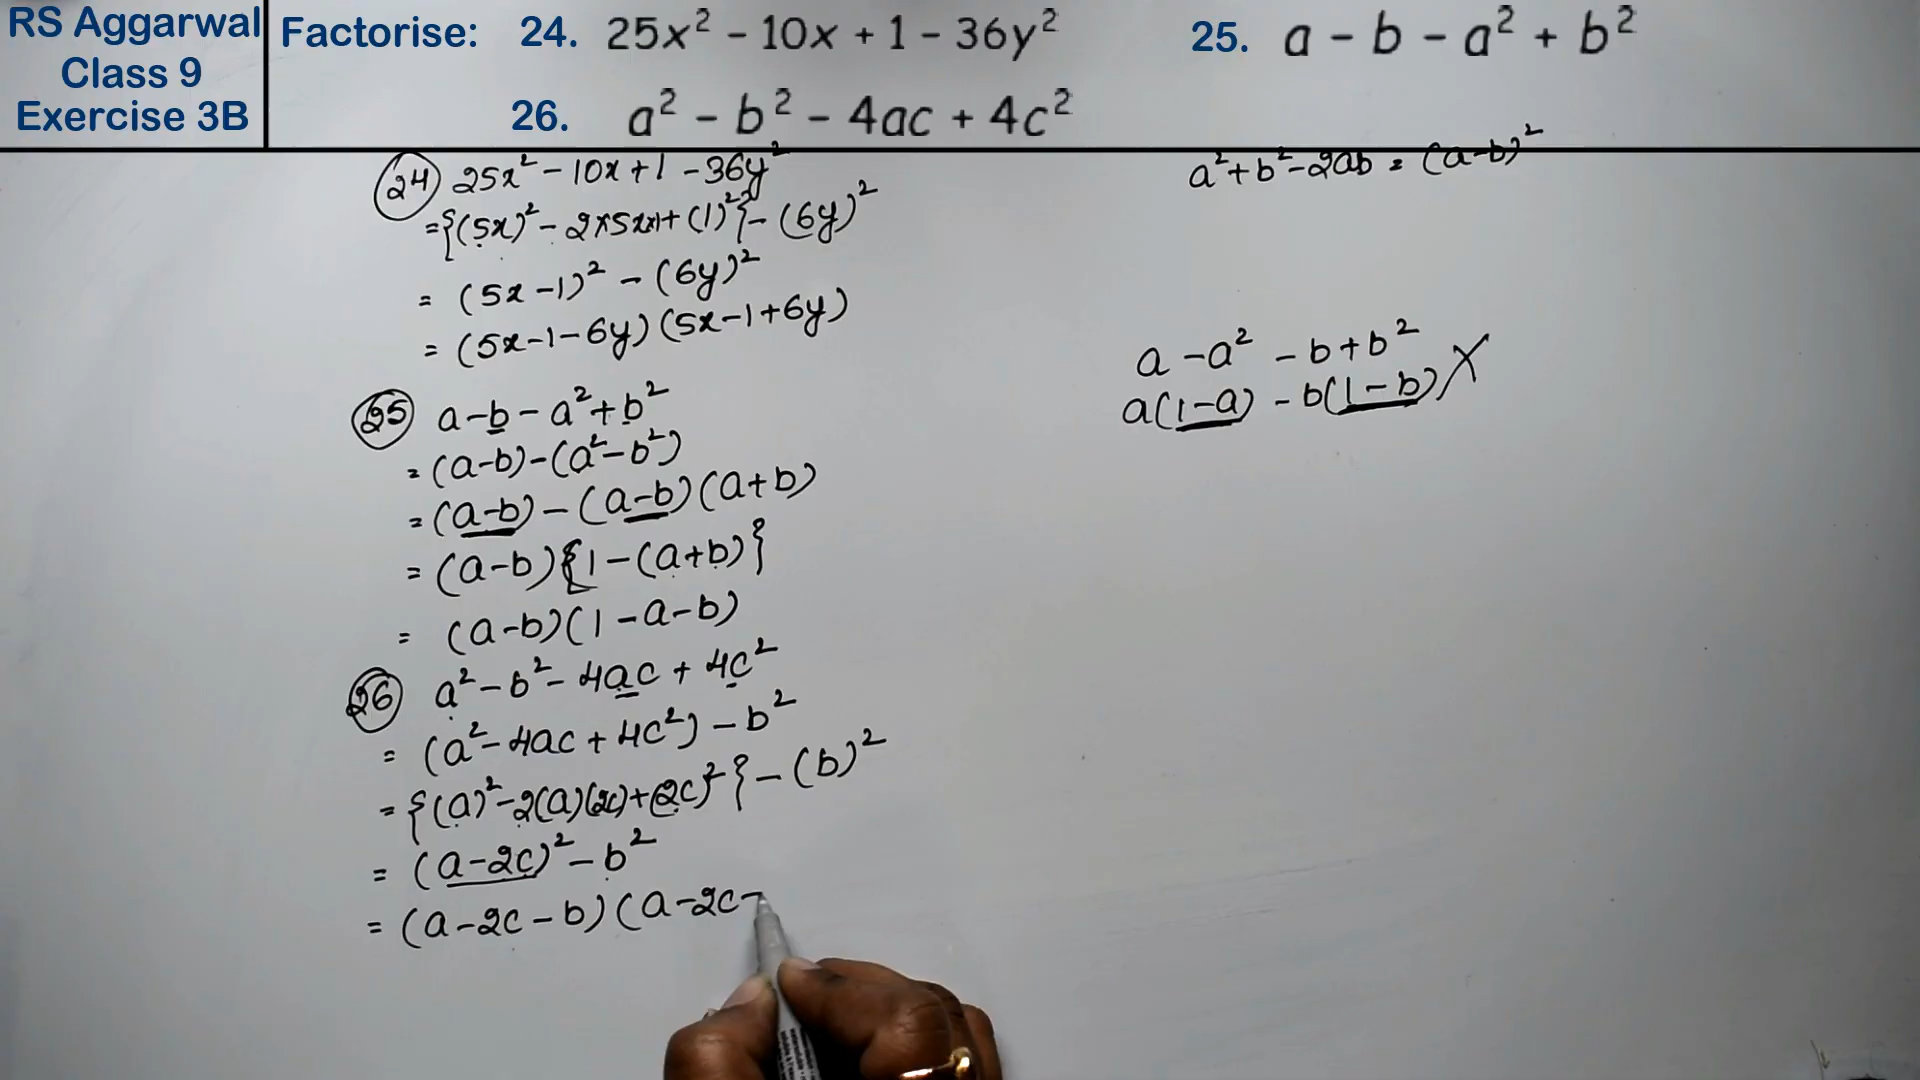 RS Aggarwal
Class 9
Exercise 3B
Factorise: 24. 25x² - 10x + 1 - 36y²
25. a - b - a² + b²
26. a² - b² - 4ac + 4c²
24 25x² - 10x + 1 - 36y²
= {(5x)² - 2×5x×1 + (1)²} - (6y)²
= (5x - 1)² - (6y)²
= (5x - 1 - 6y) (5x - 1 + 6y)
25 a - b - a² + b²
= (a - b) - (a² - b²)
= (a - b) - (a - b) (a + b)
= (a - b) {1 - (a + b)}
= (a - b) (1 - a - b)
26 a² - b² - 4ac + 4c²
= (a² - 4ac + 4c²) - b²
= {(a)² - 2(a)(2c) + (2c)²} - (b)²
= (a - 2c)² - b²
= (a - 2c - b) (a - 2c -
a² + b² - 2ab = (a - b)²
a - a² - b + b²
a(1 - a) - b(1 - b) X